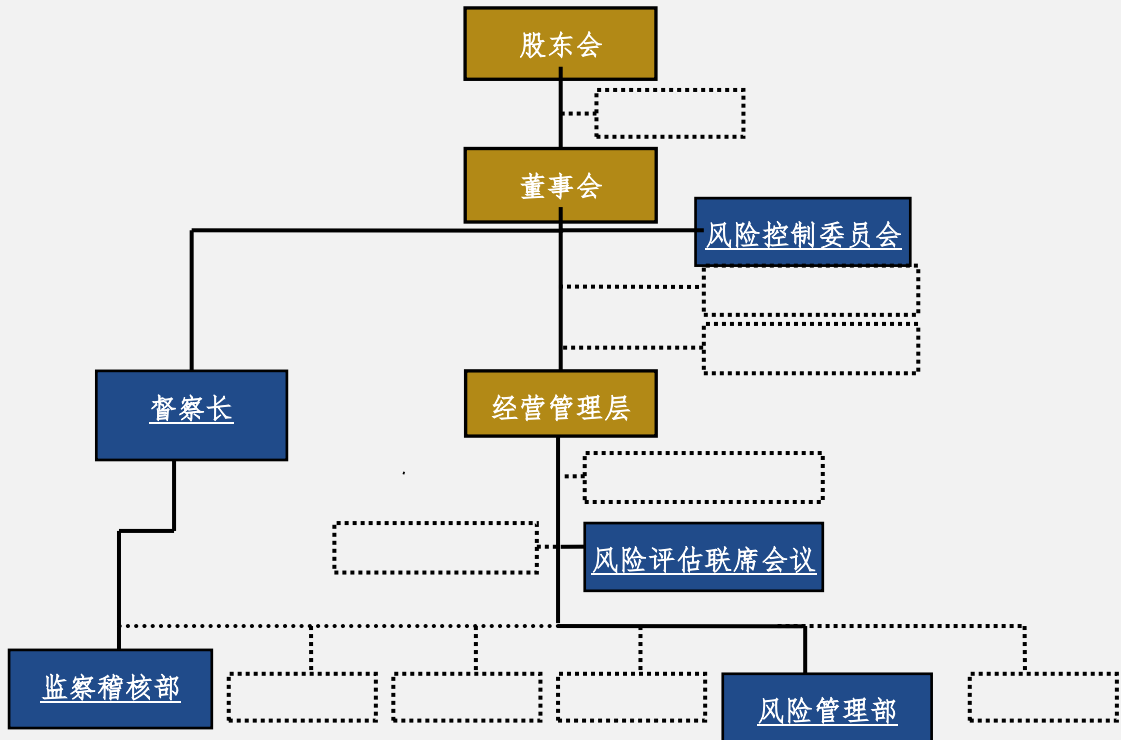 股东会
董事会
风险控制委员会
督察长
经营管理层
风险评估联席会议
监察稽核部
风险管理部